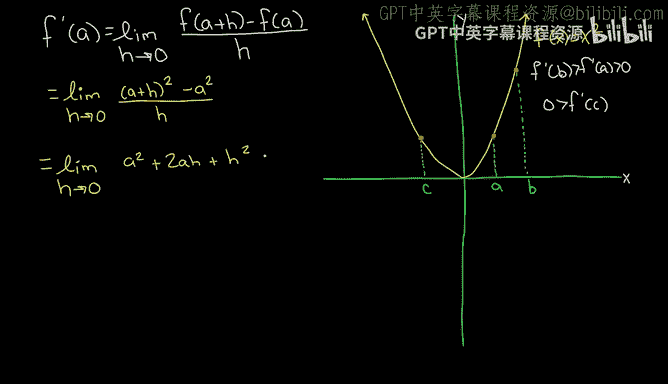 GPT中英字幕课程资源@bilibili.com
GPT中英字幕课程资源 bilibili
f'(a) = lim h→0 f(a+h)-f(a) / h
= lim h→0 (a+h)² - a² / h
= lim h→0 a² + 2ah + h²
y
f'(b)>f'(a)>0
0>f'(c)
c
a
b
x